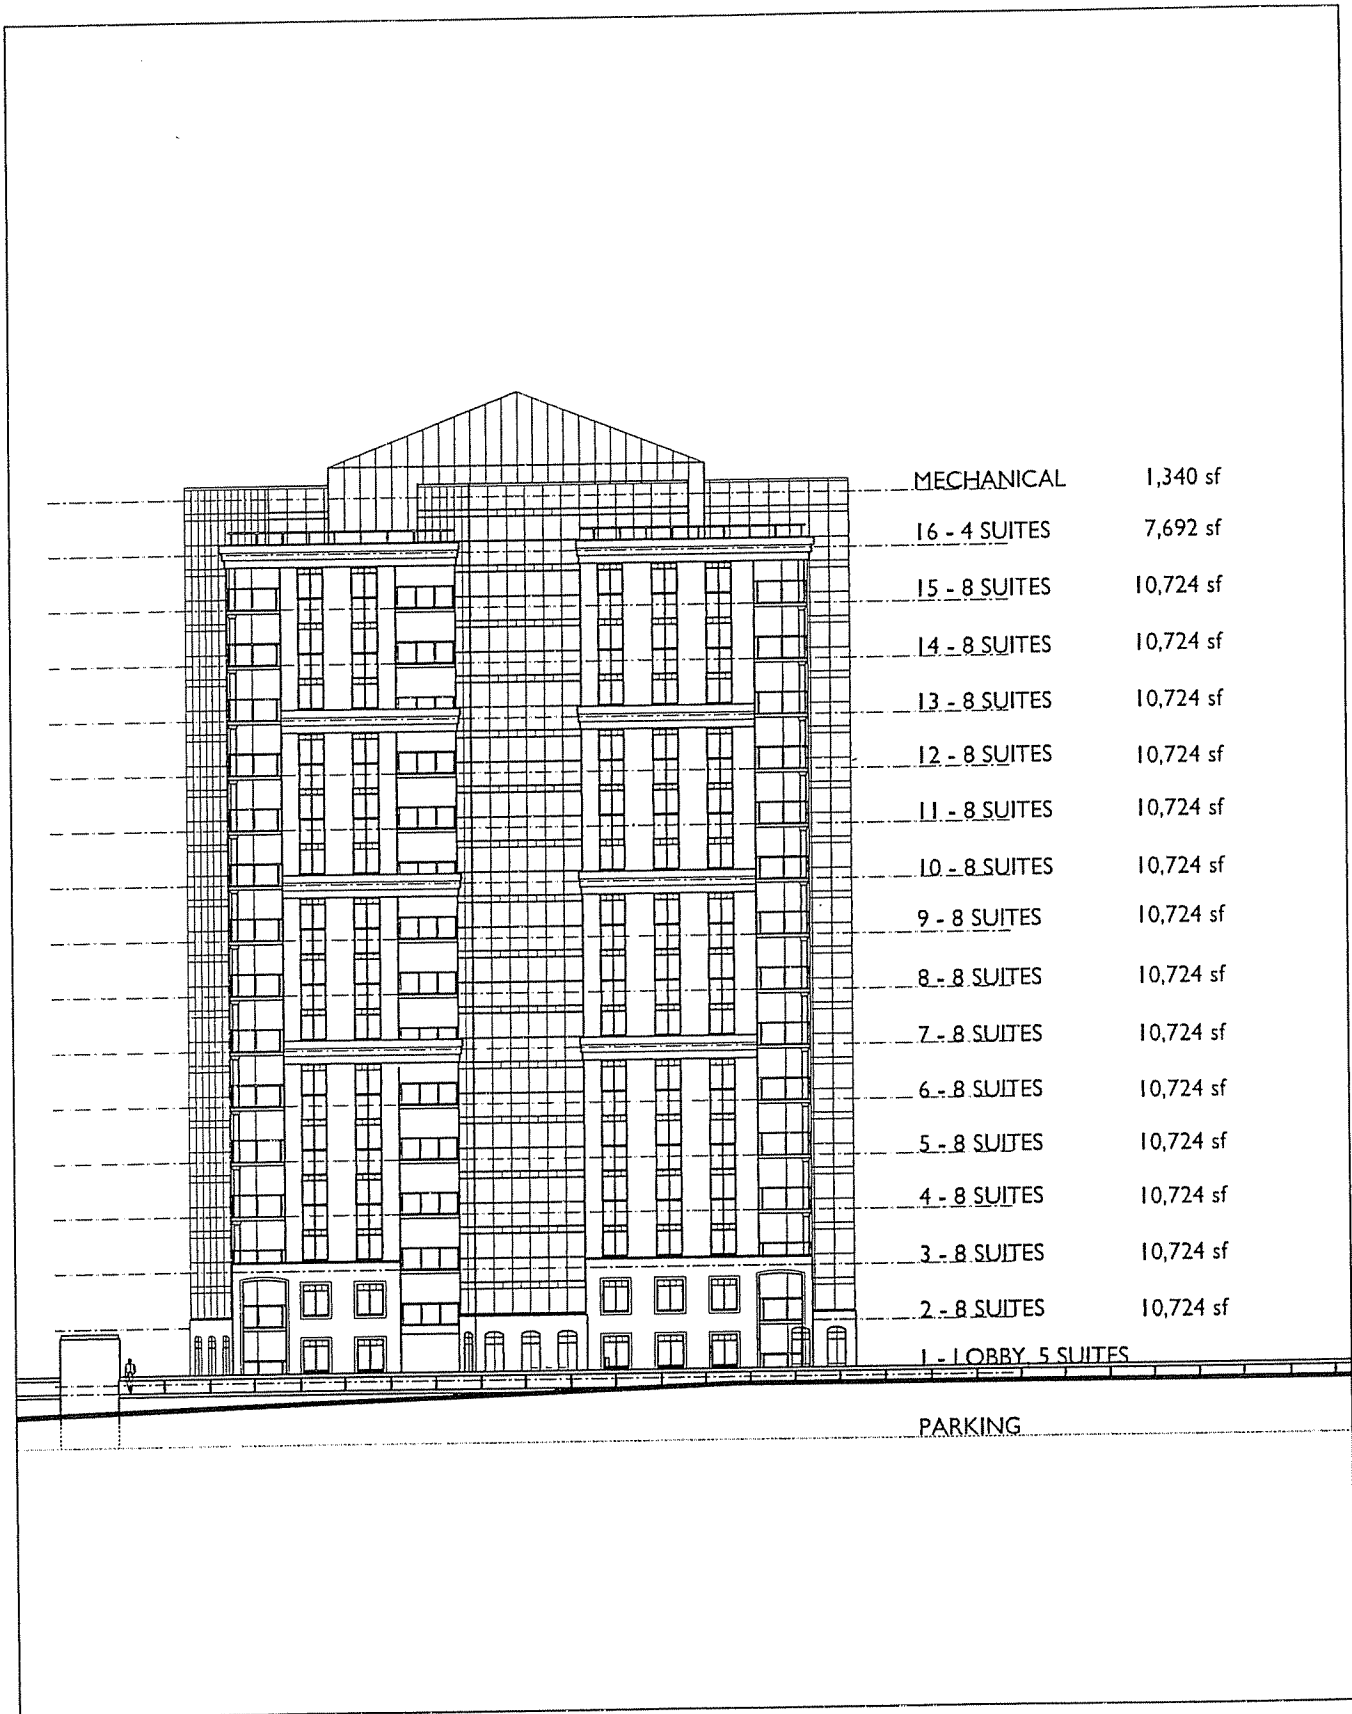 MECHANICAL 1,340 sf
16 - 4 SUITES 7,692 sf
15 - 8 SUITES 10,724 sf
14 - 8 SUITES 10,724 sf
13 - 8 SUITES 10,724 sf
12 - 8 SUITES 10,724 sf
11 - 8 SUITES 10,724 sf
10 - 8 SUITES 10,724 sf
9 - 8 SUITES 10,724 sf
8 - 8 SUITES 10,724 sf
7 - 8 SUITES 10,724 sf
6 - 8 SUITES 10,724 sf
5 - 8 SUITES 10,724 sf
4 - 8 SUITES 10,724 sf
3 - 8 SUITES 10,724 sf
2 - 8 SUITES 10,724 sf
1 - LOBBY, 5 SUITES
PARKING